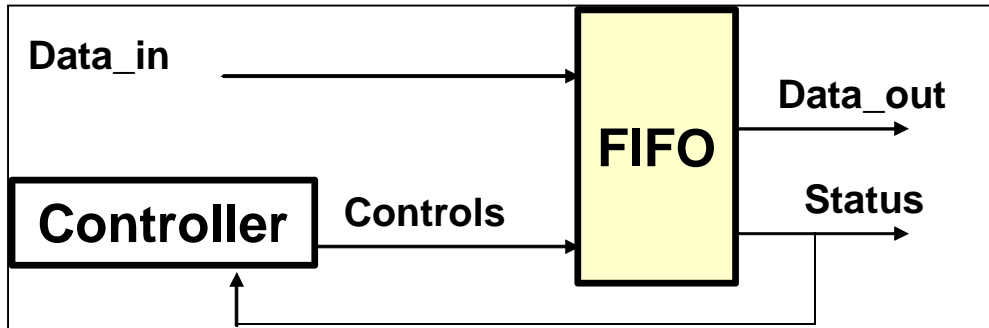 Data_in
Data_out
FIFO
Status
Controls
Controller